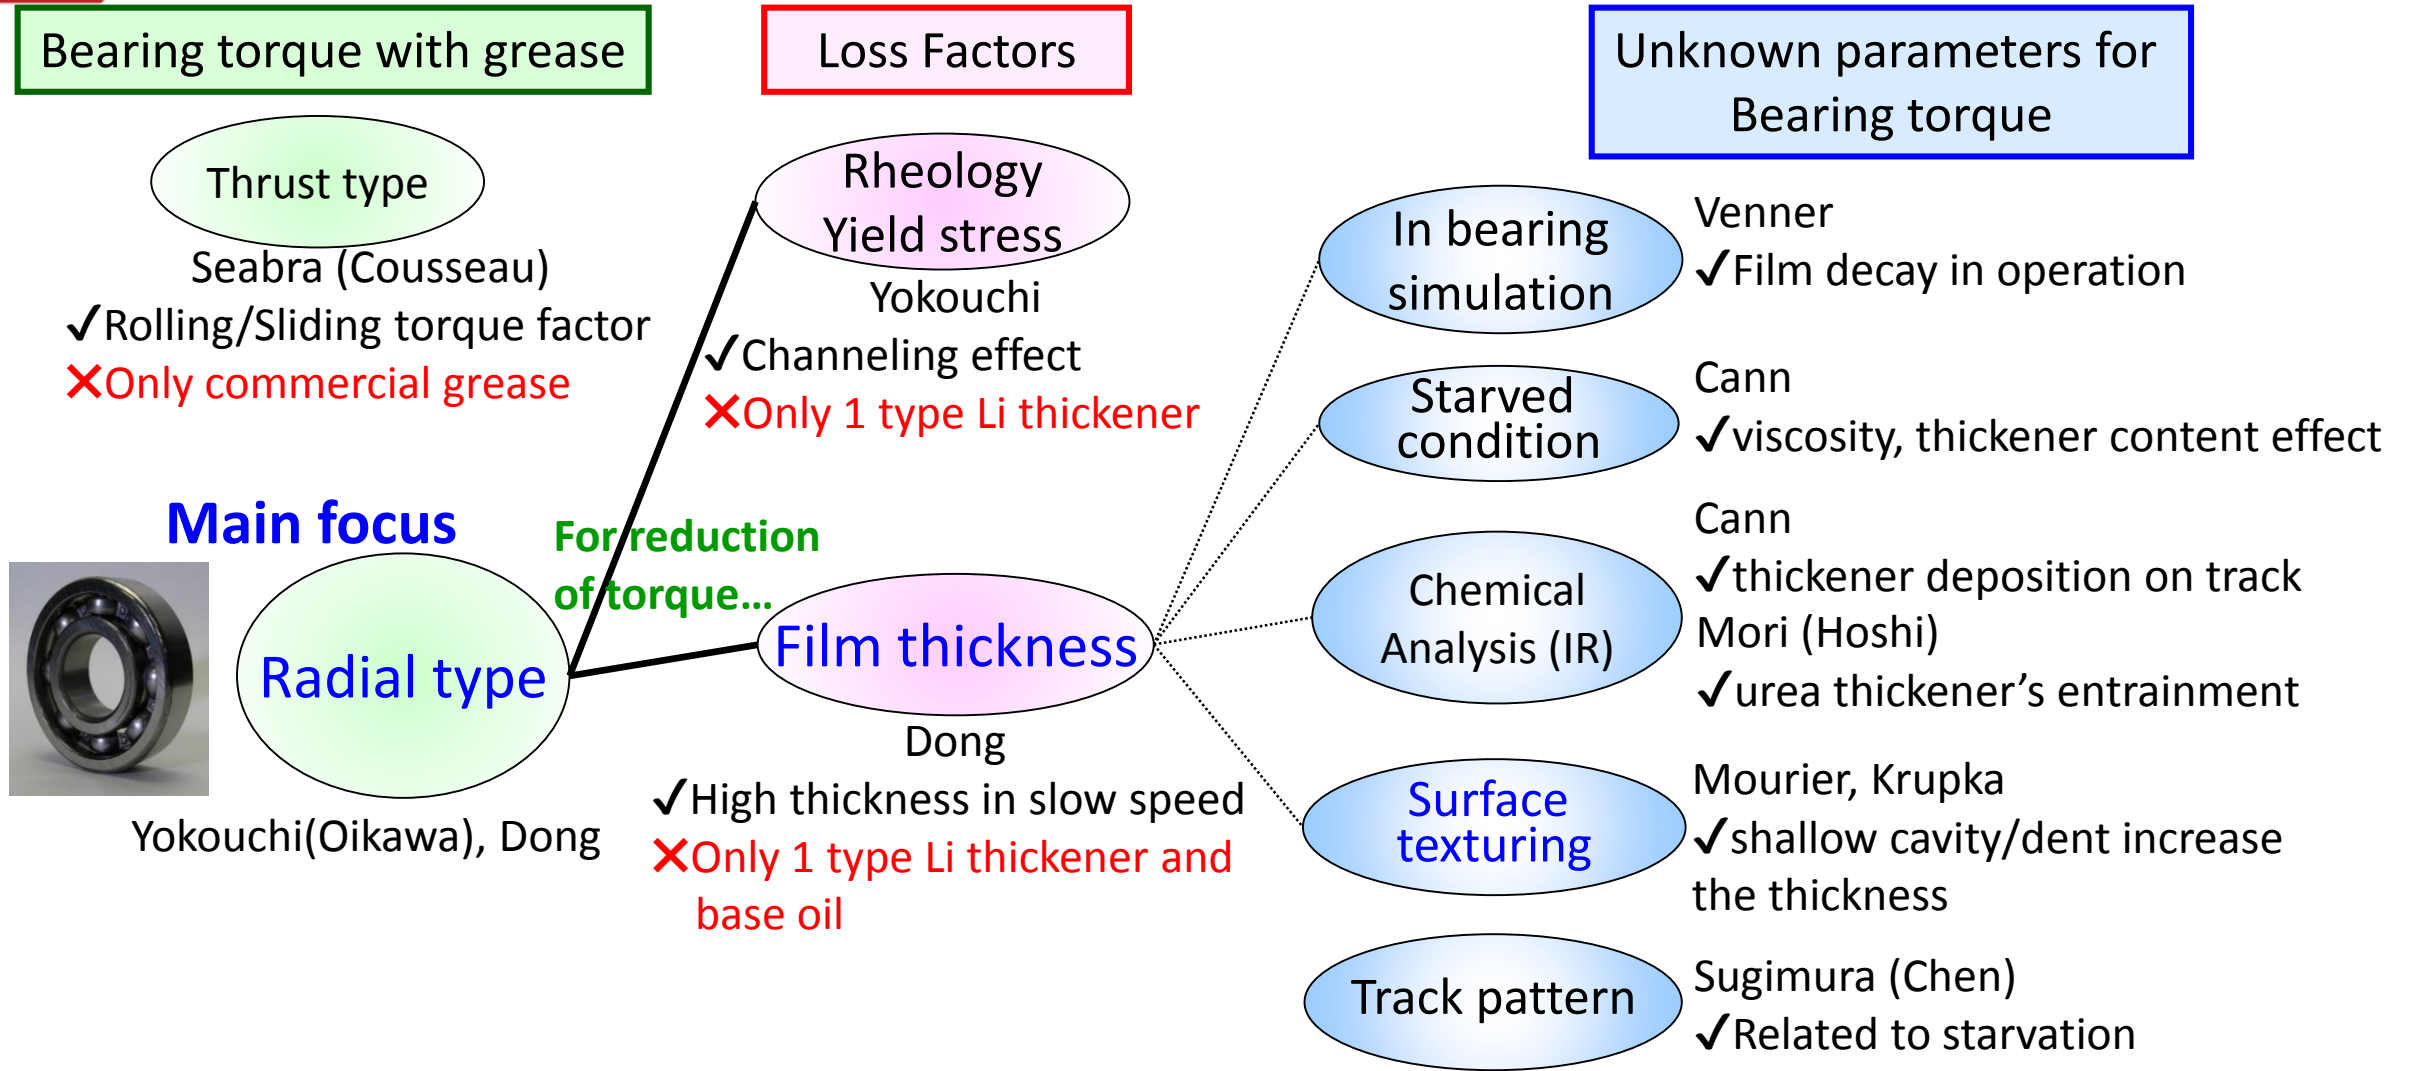 Bearing torque with grease
Thrust type
Seabra (Cousseau)
✓Rolling/Sliding torque factor
✕Only commercial grease
Main focus
Radial type
Yokouchi(Oikawa), Dong
For reduction
of torque…
Loss Factors
Rheology
Yield stress
Yokouchi
✓Channeling effect
✕Only 1 type Li thickener
Film thickness
Dong
✓High thickness in slow speed
✕Only 1 type Li thickener and
base oil
Unknown parameters for
Bearing torque
In bearing
simulation
Venner
✓Film decay in operation
Starved
condition
Cann
✓viscosity, thickener content effect
Chemical
Analysis (IR)
Cann
✓thickener deposition on track
Mori (Hoshi)
✓urea thickener’s entrainment
Surface
texturing
Mourier, Krupka
✓shallow cavity/dent increase
the thickness
Track pattern
Sugimura (Chen)
✓Related to starvation